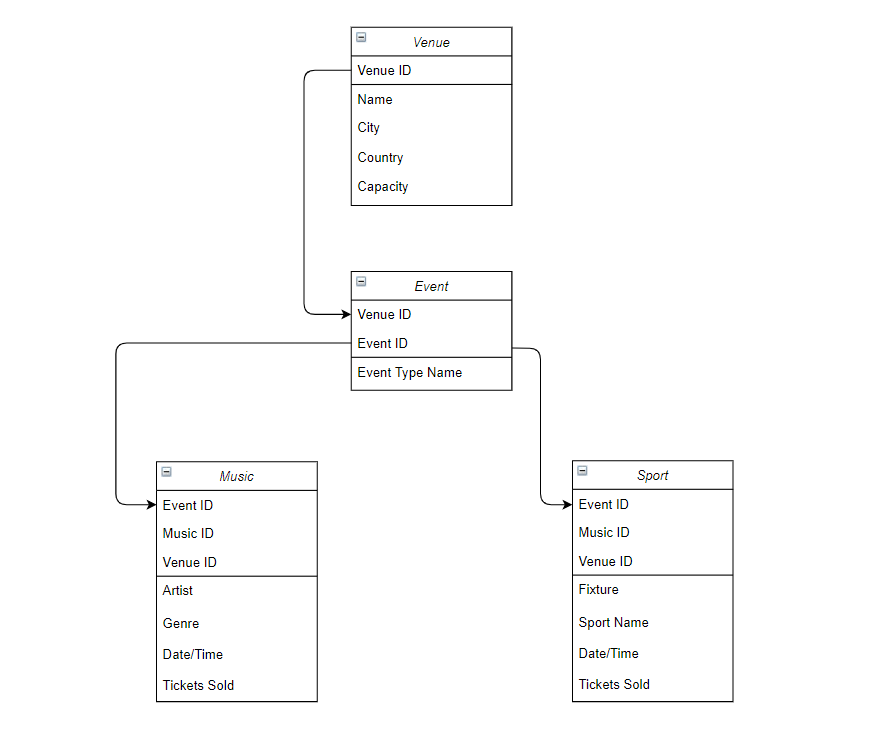 Venue
Venue ID
Name
City
Country
Capacity
Event
Venue ID
Event ID
Event Type Name
Music
Event ID
Music ID
Venue ID
Artist
Genre
Date/Time
Tickets Sold
Sport
Event ID
Music ID
Venue ID
Fixture
Sport Name
Date/Time
Tickets Sold